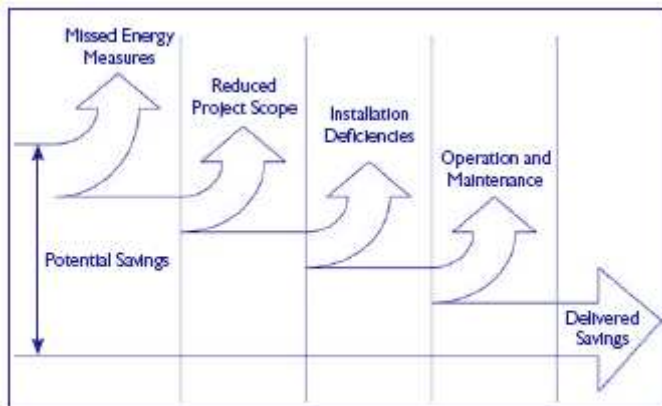 Missed Energy
Measures
Reduced
Project Scope
Installation
Deficiencies
Operation and
Maintenance
Potential Savings
Delivered
Savings